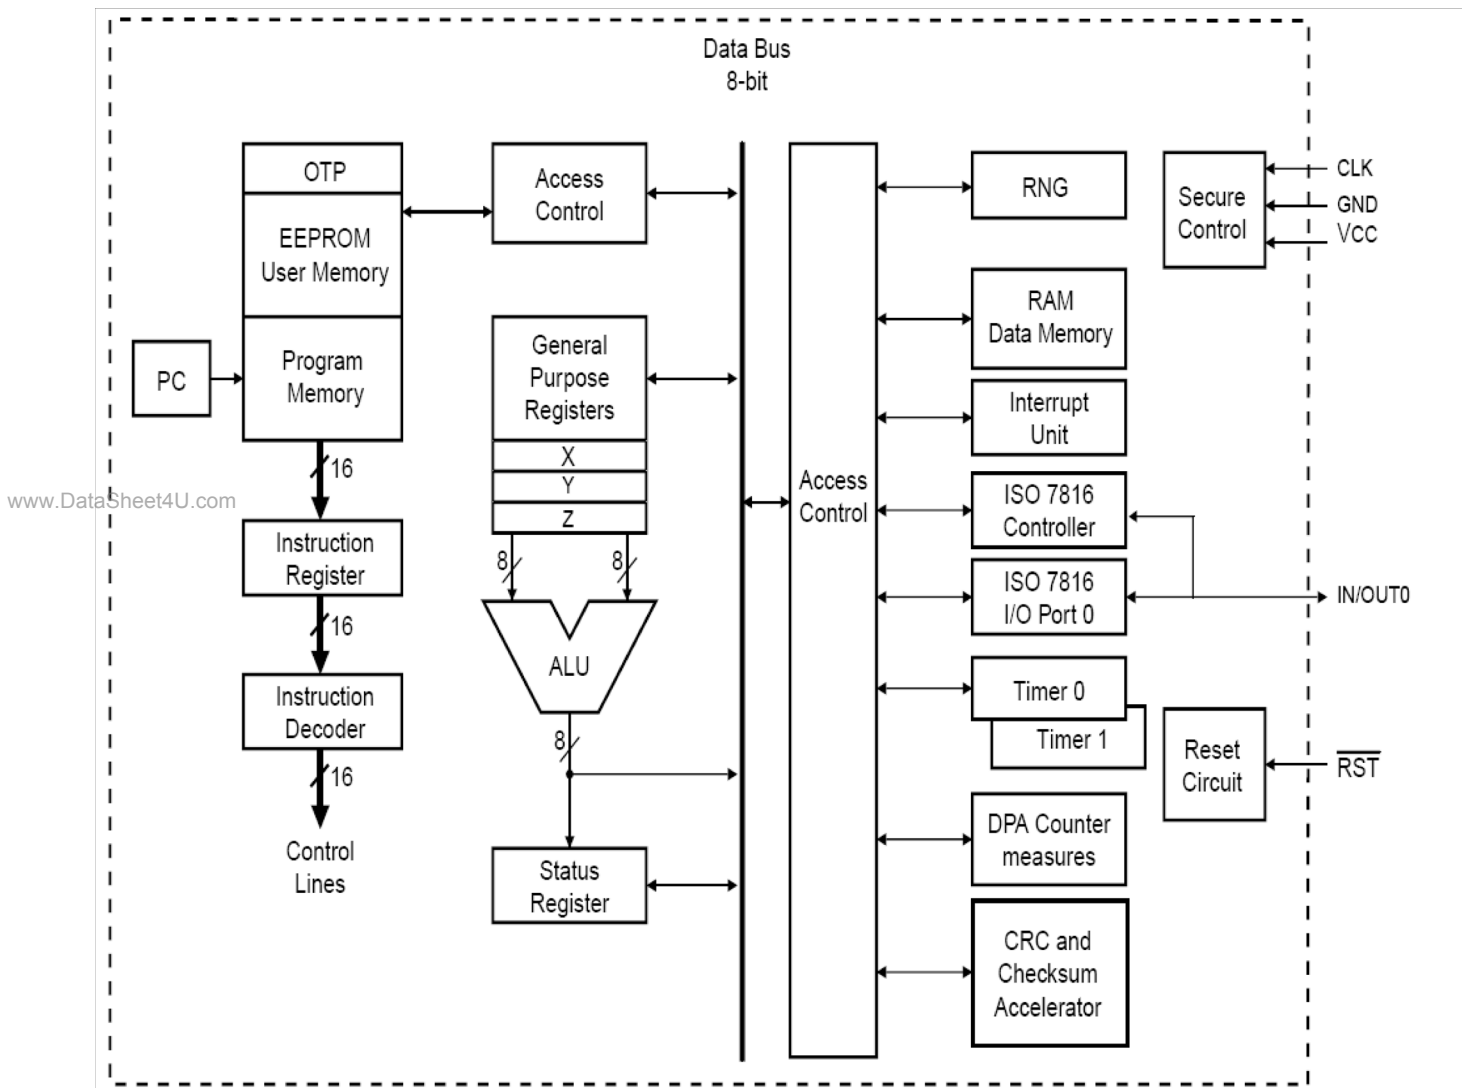 Data Bus
8-bit
OTP
EEPROM
User Memory
Program
Memory
PC
16
Instruction
Register
16
Instruction
Decoder
16
Control
Lines
Access
Control
General
Purpose
Registers
X
Y
Z
8
8
ALU
8
Status
Register
Access
Control
RNG
RAM
Data Memory
Interrupt
Unit
ISO 7816
Controller
ISO 7816
I/O Port 0
Timer 0
Timer 1
DPA Counter
measures
CRC and
Checksum
Accelerator
Secure
Control
CLK
GND
VCC
IN/OUT0
Reset
Circuit
RST
www.DataSheet4U.com